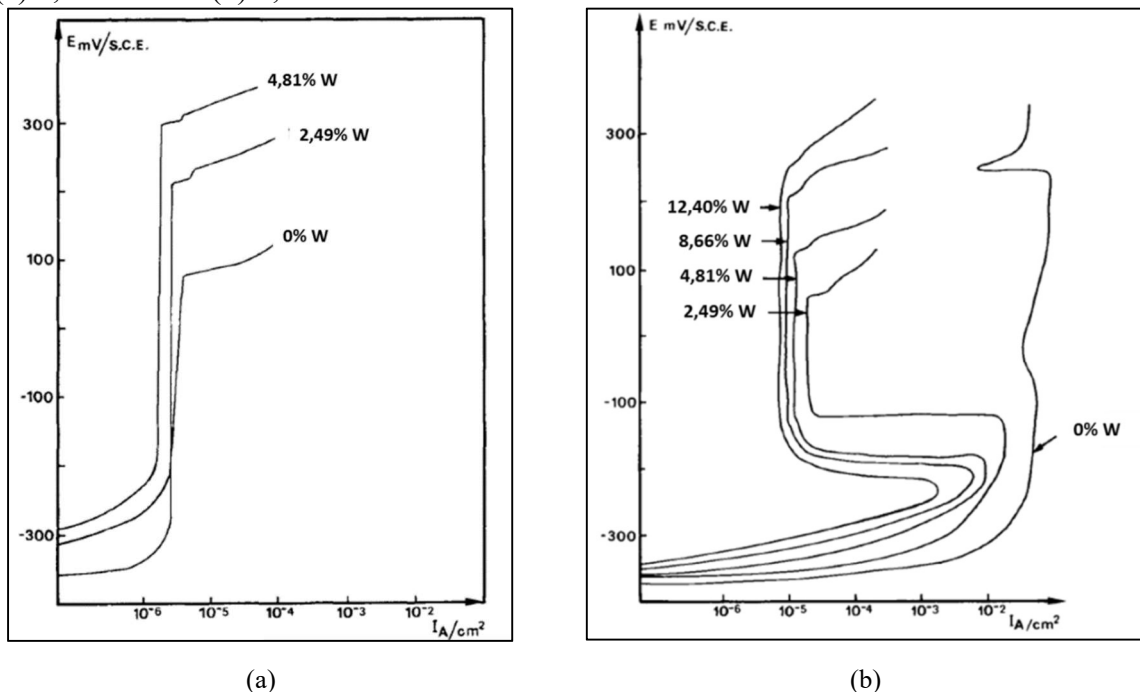 E mV/S.C.E.
4,81% W
300
2,49% W
0% W
100
-100
-300
10⁻⁶ 10⁻⁵ 10⁻⁴ 10⁻³ 10⁻²
I A/cm²
(a)
E mV/S.C.E.
300
12,40% W
8,66% W
100
4,81% W
2,49% W
-100
0% W
-300
10⁻⁶ 10⁻⁵ 10⁻⁴ 10⁻³ 10⁻²
I A/cm²
(b)